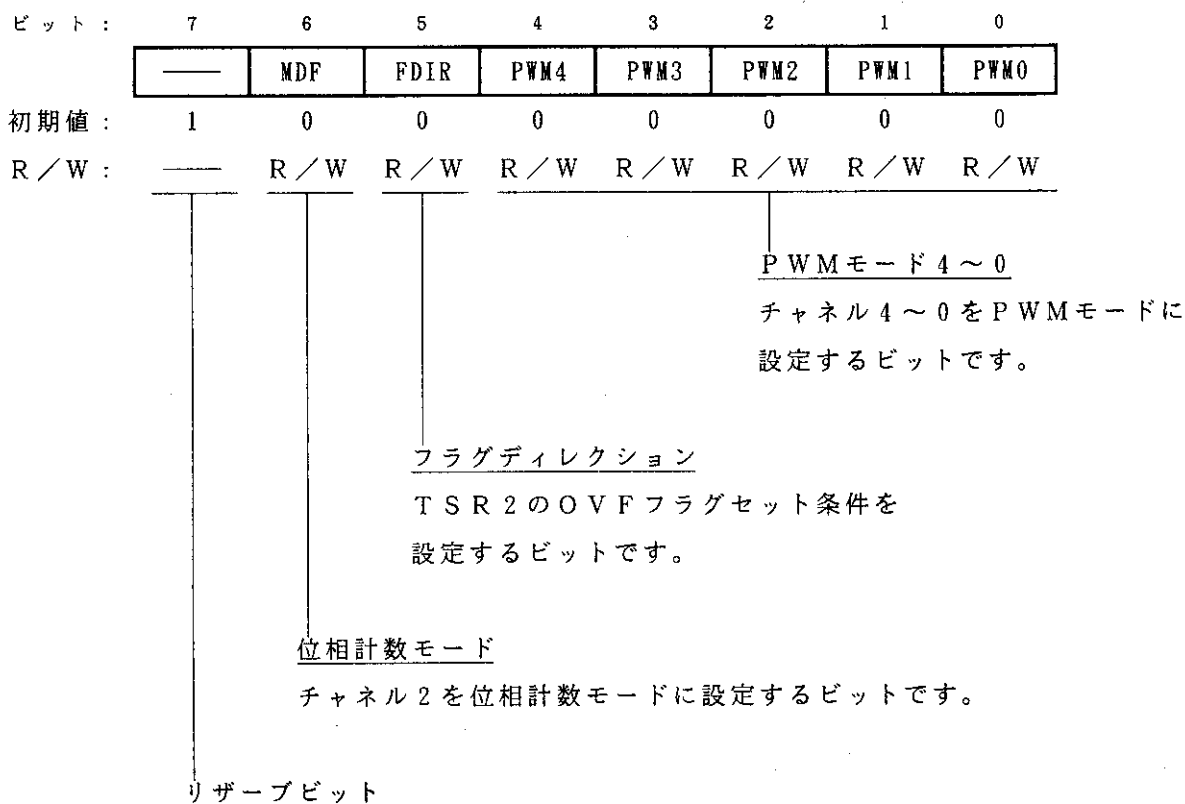 ビット： 7 6 5 4 3 2 1 0
—— MDF FDIR PWM4 PWM3 PWM2 PWM1 PWM0
初期値： 1 0 0 0 0 0 0 0
R／W： —— R／W R／W R／W R／W R／W R／W R／W
PWMモード4～0
チャネル4～0をPWMモードに
設定するビットです。
フラグディレクション
TSR2のOVFフラグセット条件を
設定するビットです。
位相計数モード
チャネル2を位相計数モードに設定するビットです。
リザーブビット